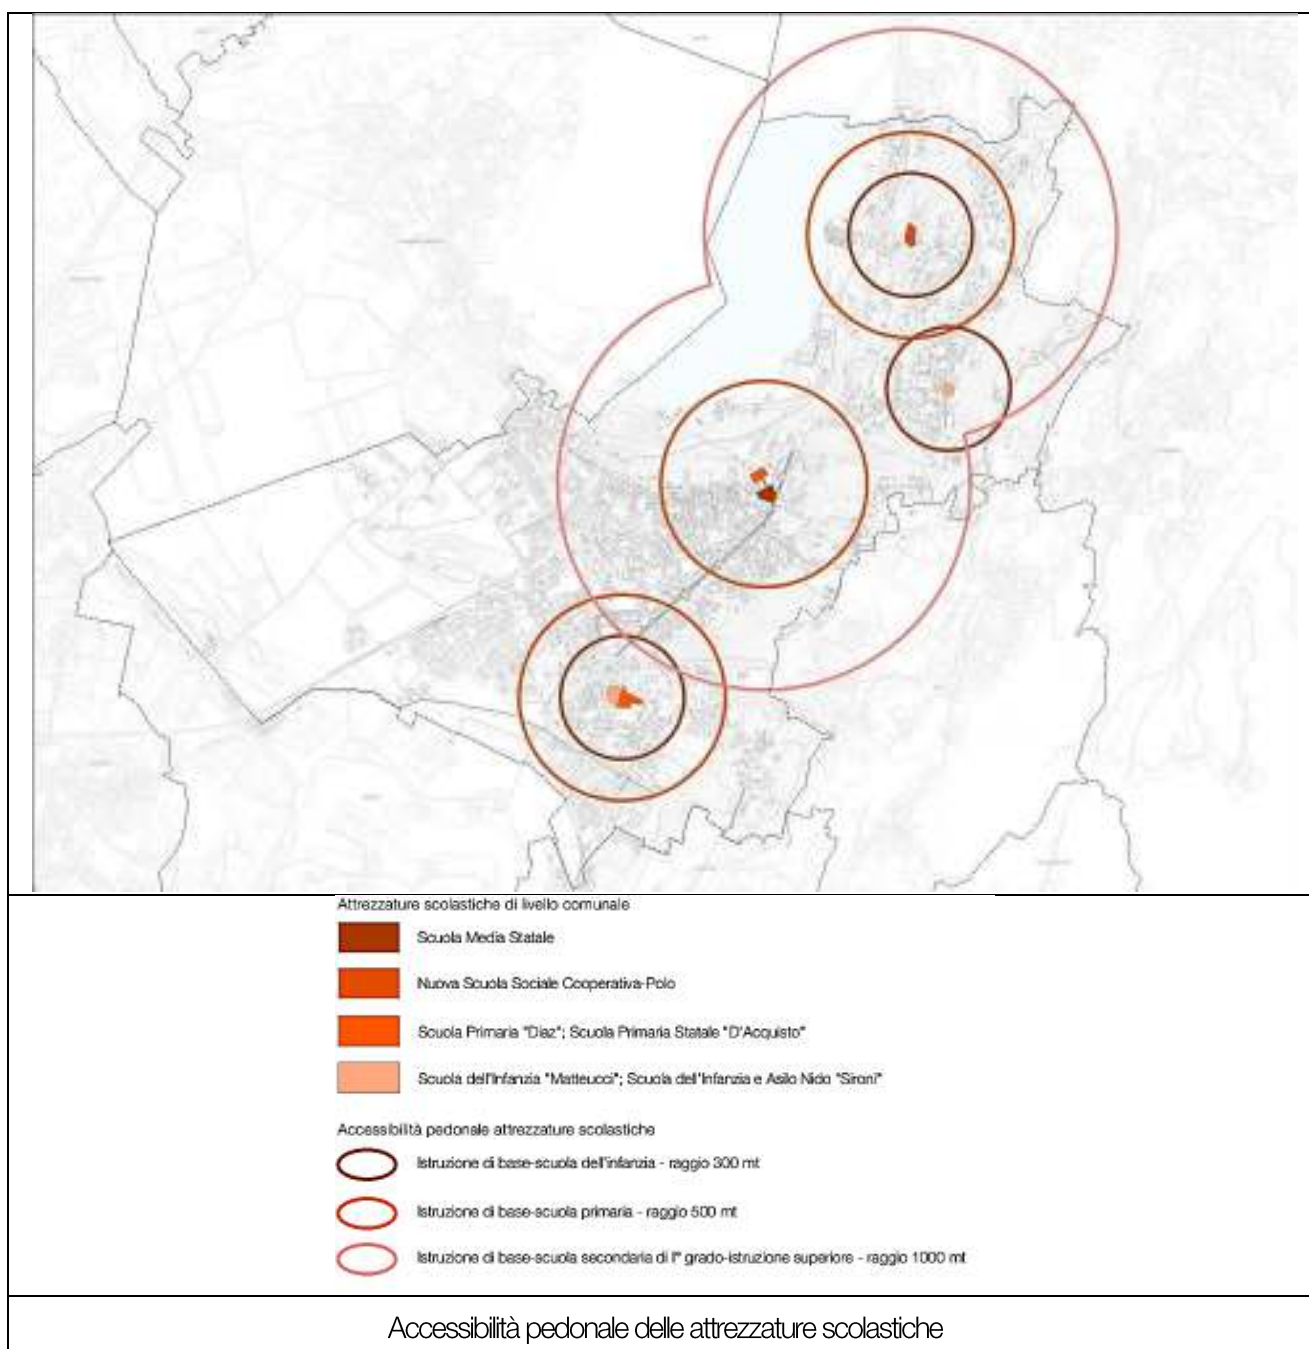 Attrezzature scolastiche di livello comunale
Scuola Media Statale
Nuova Scuola Sociale Cooperativa-Polo
Scuola Primaria "Diaz"; Scuola Primaria Statale "D'Acquisto"
Scuola dell'Infanzia "Matteucci"; Scuola dell'Infanzia e Asilo Nido "Sironi"
Accessibilità pedonale attrezzature scolastiche
Istruzione di base-scuola dell'infanzia - raggio 300 mt
Istruzione di base-scuola primaria - raggio 500 mt
Istruzione di base-scuola secondaria di I° grado-istruzione superiore - raggio 1000 mt
Accessibilità pedonale delle attrezzature scolastiche